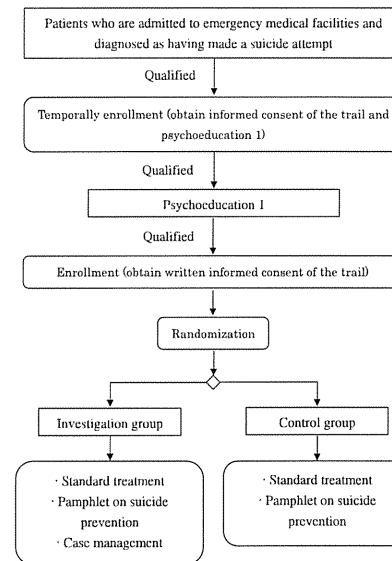 Patients who are admitted to emergency medical facilities and
diagnosed as having made a suicide attempt
Qualified
Temporally enrollment (obtain informed consent of the trail and
psychoeducation 1)
Qualified
Psychoeducation 1
Qualified
Enrollment (obtain written informed consent of the trail)
Randomization
Investigation group
Control group
· Standard treatment
· Pamphlet on suicide
prevention
· Case management
· Standard treatment
· Pamphlet on suicide
prevention